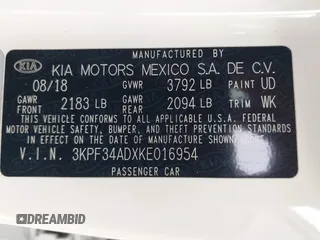 MANUFACTURED BY
KIA KIA MOTORS MEXICO S.A. DE C.V.
08/18 GVWR 3792 LB PAINT UD
GAWR FRONT 2183 LB GAWR REAR 2094 LB TRIM WK
THIS VEHICLE CONFORMS TO ALL APPLICABLE U.S.A. FEDERAL
MOTOR VEHICLE SAFETY, BUMPER, AND THEFT PREVENTION
STANDARDS IN EFFECT ON THE DATE OF MANUFACTURE SHOWN ABOVE.
V.I.N. 3KPF34ADXKE016954
PASSENGER CAR
DREAMBID